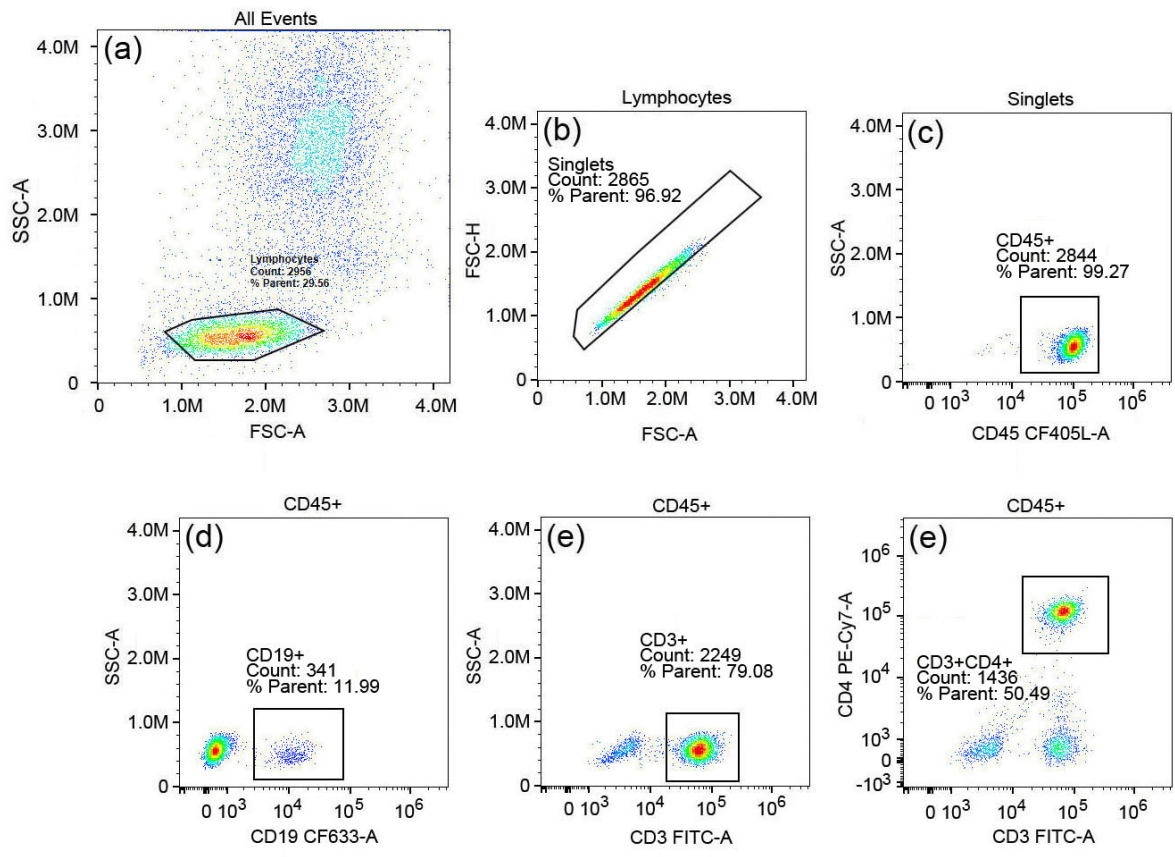 All Events
(a)
4.0M
3.0M
2.0M
1.0M
0
SSC-A
Lymphocytes
Count: 2956
% Parent: 29.56
0 1.0M 2.0M 3.0M 4.0M
FSC-A
Lymphocytes
(b)
4.0M
3.0M
2.0M
1.0M
0
FSC-H
Singlets
Count: 2865
% Parent: 96.92
0 1.0M 2.0M 3.0M 4.0M
FSC-A
Singlets
(c)
4.0M
3.0M
2.0M
1.0M
0
SSC-A
CD45+
Count: 2844
% Parent: 99.27
0 10³ 10⁴ 10⁵ 10⁶
CD45 CF405L-A
CD45+
(d)
4.0M
3.0M
2.0M
1.0M
0
SSC-A
CD19+
Count: 341
% Parent: 11.99
0 10³ 10⁴ 10⁵ 10⁶
CD19 CF633-A
CD45+
(e)
4.0M
3.0M
2.0M
1.0M
0
SSC-A
CD3+
Count: 2249
% Parent: 79.08
0 10³ 10⁴ 10⁵ 10⁶
CD3 FITC-A
CD45+
(e)
10⁶
10⁵
10⁴
10³
0
-10³
CD4 PE-Cy7-A
CD3+CD4+
Count: 1436
% Parent: 50.49
0 10³ 10⁴ 10⁵ 10⁶
CD3 FITC-A